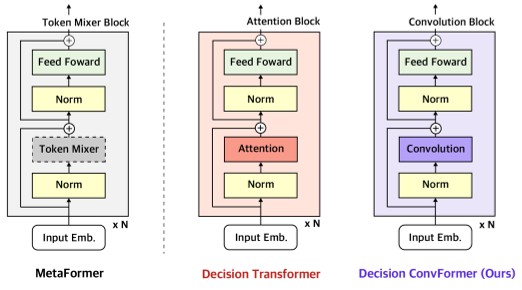 Token Mixer Block
Feed Foward
Norm
Token Mixer
Norm
x N
Input Emb.
MetaFormer
Attention Block
Feed Foward
Norm
Attention
Norm
x N
Input Emb.
Decision Transformer
Convolution Block
Feed Foward
Norm
Convolution
Norm
x N
Input Emb.
Decision ConvFormer (Ours)